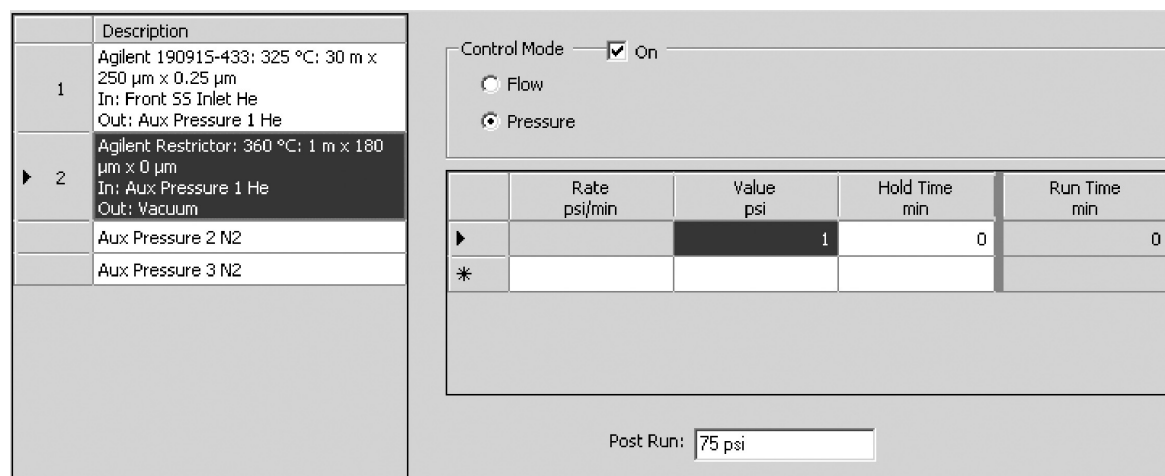 Description
1
Agilent 19091S-433: 325 °C: 30 m x
250 µm x 0.25 µm
In: Front SS Inlet He
Out: Aux Pressure 1 He
2
Agilent Restrictor: 360 °C: 1 m x 180
µm x 0 µm
In: Aux Pressure 1 He
Out: Vacuum
Aux Pressure 2 N2
Aux Pressure 3 N2
Control Mode On
Flow
Pressure
Rate Value Hold Time Run Time
psi/min psi min min
1 0 0
Post Run: 75 psi